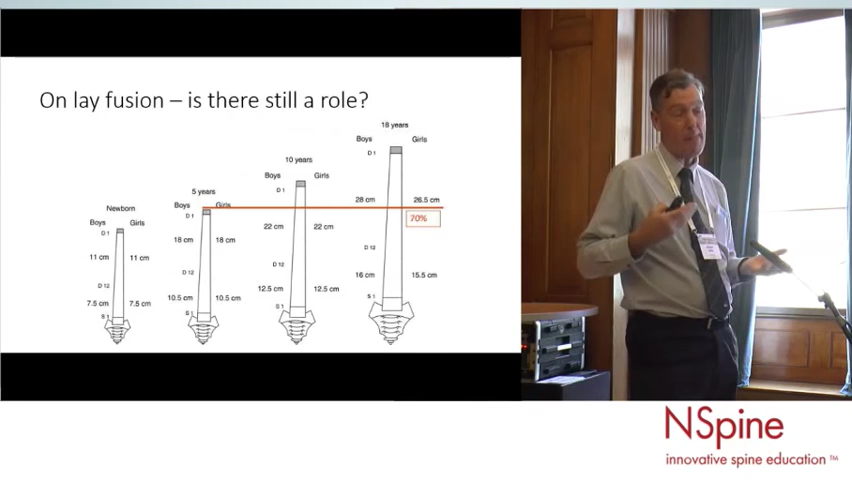 On lay fusion – is there still a role?
18 years
Boys Girls
D 1
10 years
Boys Girls
D 1
28 cm 26.5 cm
5 years
Boys Girls
D 1
70%
Newborn
Boys Girls
D 1
22 cm 22 cm
18 cm 18 cm
D 12
11 cm 11 cm
D 12
D 12
16 cm 15.5 cm
D 12
12.5 cm 12.5 cm
10.5 cm 10.5 cm
S 1
7.5 cm 7.5 cm
S 1
S 1
S 1
NSpine
innovative spine education ™